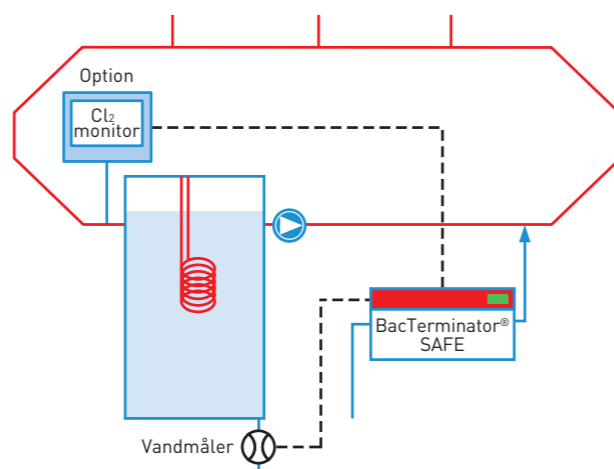 Option
Cl₂
monitor
BacTerminator®
SAFE
Vandmåler